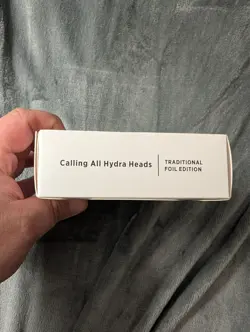 Calling All Hydra Heads
TRADITIONAL
FOIL EDITION